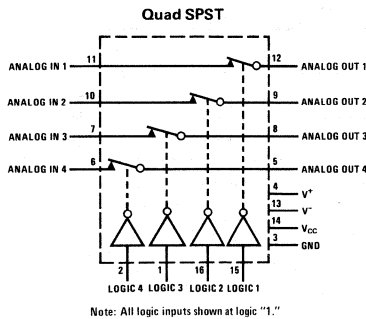 Quad SPST
ANALOG IN 1 11 12 ANALOG OUT 1
ANALOG IN 2 10 9 ANALOG OUT 2
ANALOG IN 3 7 8 ANALOG OUT 3
ANALOG IN 4 6 5 ANALOG OUT 4
4 V+
13 V-
14 VCC
3 GND
2 1 16 15
LOGIC 4 LOGIC 3 LOGIC 2 LOGIC 1
Note: All logic inputs shown at logic "1."